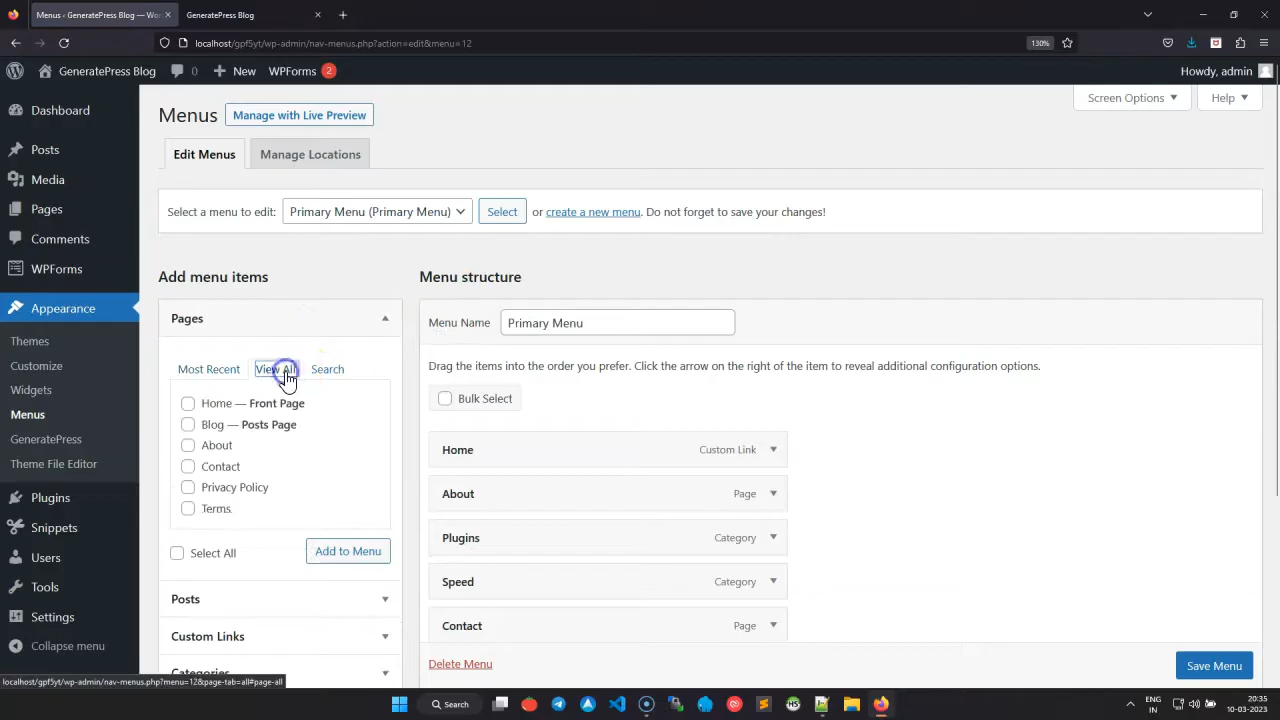 Menus ‹ GeneratePress Blog — Wor
GeneratePress Blog
localhost/gpf5yt/wp-admin/nav-menus.php?action=edit&menu=12
130%
GeneratePress Blog
0
New
WPForms
2
Howdy, admin
Dashboard
Posts
Media
Pages
Comments
WPForms
Appearance
Themes
Customize
Widgets
Menus
GeneratePress
Theme File Editor
Plugins
Snippets
Users
Tools
Settings
Collapse menu
Screen Options
Help
Menus
Manage with Live Preview
Edit Menus
Manage Locations
Select a menu to edit:
Primary Menu (Primary Menu)
Select
or create a new menu. Do not forget to save your changes!
Add menu items
Pages
Most Recent
View All
Search
Home — Front Page
Blog — Posts Page
About
Contact
Privacy Policy
Terms.
Select All
Add to Menu
Posts
Custom Links
Categories
Menu structure
Menu Name
Primary Menu
Drag the items into the order you prefer. Click the arrow on the right of the item to reveal additional configuration options.
Bulk Select
Home
Custom Link
About
Page
Plugins
Category
Speed
Category
Contact
Page
Delete Menu
Save Menu
localhost/gpf5yt/wp-admin/nav-menus.php?menu=12&page-tab=all#page-all
Search
ENG
IN
20:35
10-03-2023